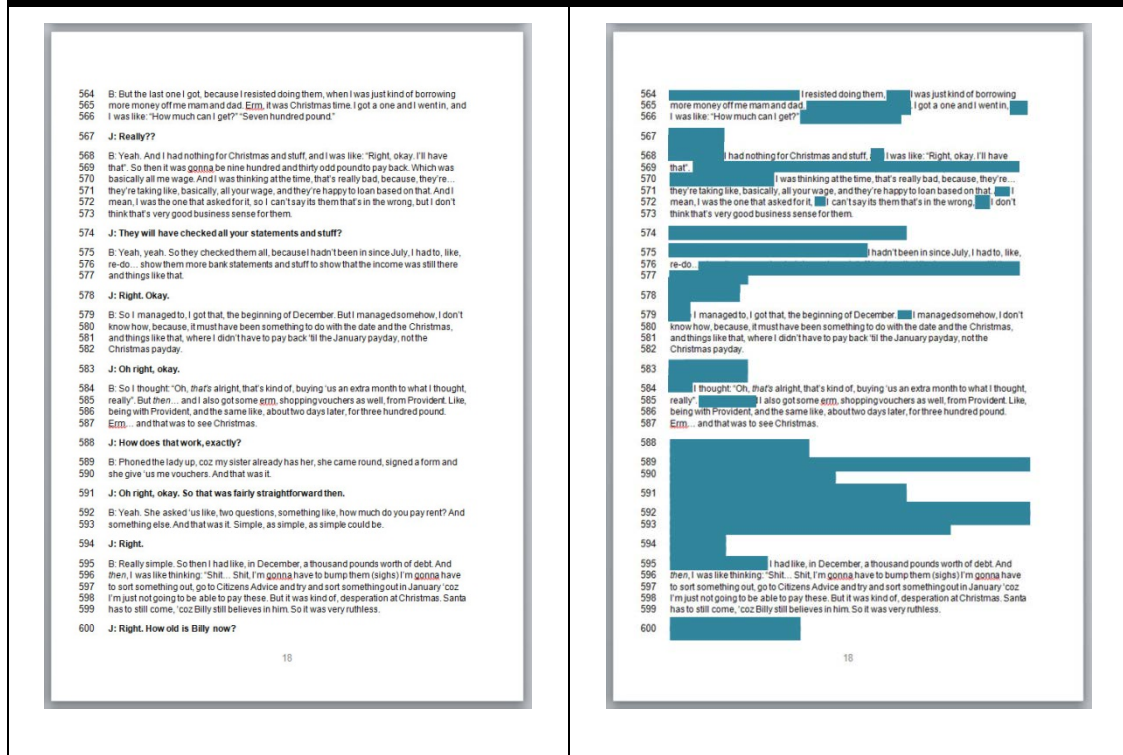 564 B: But the last one I got, because I resisted doing them, when I was just kind of borrowing
565 more money off me mam and dad. Erm, it was Christmas time. I got a one and I went in, and
566 I was like: “How much can I get?” “Seven hundred pound.”
567 J: Really??
568 B: Yeah. And I had nothing for Christmas and stuff, and I was like: “Right, okay. I’ll have
569 that”. So then it was gonna be nine hundred and thirty odd pound to pay back. Which was
570 basically all me wage. And I was thinking at the time, that’s really bad, because, they’re…
571 they’re taking like, basically, all your wage, and they’re happy to loan based on that. And I
572 mean, I was the one that asked for it, so I can’t say its them that’s in the wrong, but I don’t
573 think that’s very good business sense for them.
574 J: They will have checked all your statements and stuff?
575 B: Yeah, yeah. So they checked them all, because I hadn’t been in since July, I had to, like,
576 re-do… show them more bank statements and stuff to show that the income was still there
577 and things like that.
578 J: Right. Okay.
579 B: So I managed to, I got that, the beginning of December. But I managed somehow, I don’t
580 know how, because, it must have been something to do with the date and the Christmas,
581 and things like that, where I didn’t have to pay back ’til the January payday, not the
582 Christmas payday.
583 J: Oh right, okay.
584 B: So I thought: “Oh, that’s alright, that’s kind of, buying ‘us an extra month to what I thought,
585 really”. But then… and I also got some erm, shopping vouchers as well, from Provident. Like,
586 being with Provident, and the same like, about two days later, for three hundred pound.
587 Erm… and that was to see Christmas.
588 J: How does that work, exactly?
589 B: Phoned the lady up, coz my sister already has her, she came round, signed a form and
590 she give ‘us me vouchers. And that was it.
591 J: Oh right, okay. So that was fairly straightforward then.
592 B: Yeah. She asked ‘us like, two questions, something like, how much do you pay rent? And
593 something else. And that was it. Simple, as simple, as simple could be.
594 J: Right.
595 B: Really simple. So then I had like, in December, a thousand pounds worth of debt. And
596 then, I was like thinking: “Shit… Shit, I’m gonna have to bump them (sighs) I’m gonna have
597 to sort something out, go to Citizens Advice and try and sort something out in January ‘coz
598 I’m just not going to be able to pay these. But it was kind of, desperation at Christmas. Santa
599 has to still come, ‘coz Billy still believes in him. So it was very ruthless.
600 J: Right. How old is Billy now?
18
564 I resisted doing them, I was just kind of borrowing
565 more money off me mam and dad. , I got a one and I went in,
566 I was like: “How much can I get?”
567
568 I had nothing for Christmas and stuff, I was like: “Right, okay. I’ll have
569 that”.
570 I was thinking at the time, that’s really bad, because, they’re…
571 they’re taking like, basically, all your wage, and they’re happy to loan based on that. I
572 mean, I was the one that asked for it, I can’t say its them that’s in the wrong, I don’t
573 think that’s very good business sense for them.
574
575 I hadn’t been in since July, I had to, like,
576 re-do…
577
578
579 I managed to, I got that, the beginning of December. I managed somehow, I don’t
580 know how, because, it must have been something to do with the date and the Christmas,
581 and things like that, where I didn’t have to pay back ’til the January payday, not the
582 Christmas payday.
583
584 I thought: “Oh, that’s alright, that’s kind of, buying ‘us an extra month to what I thought,
585 really”. I also got some erm, shopping vouchers as well, from Provident. Like,
586 being with Provident, and the same like, about two days later, for three hundred pound.
587 Erm… and that was to see Christmas.
588
589
590
591
592
593
594
595 I had like, in December, a thousand pounds worth of debt. And
596 then, I was like thinking: “Shit… Shit, I’m gonna have to bump them (sighs) I’m gonna have
597 to sort something out, go to Citizens Advice and try and sort something out in January ‘coz
598 I’m just not going to be able to pay these. But it was kind of, desperation at Christmas. Santa
599 has to still come, ‘coz Billy still believes in him. So it was very ruthless.
600
18